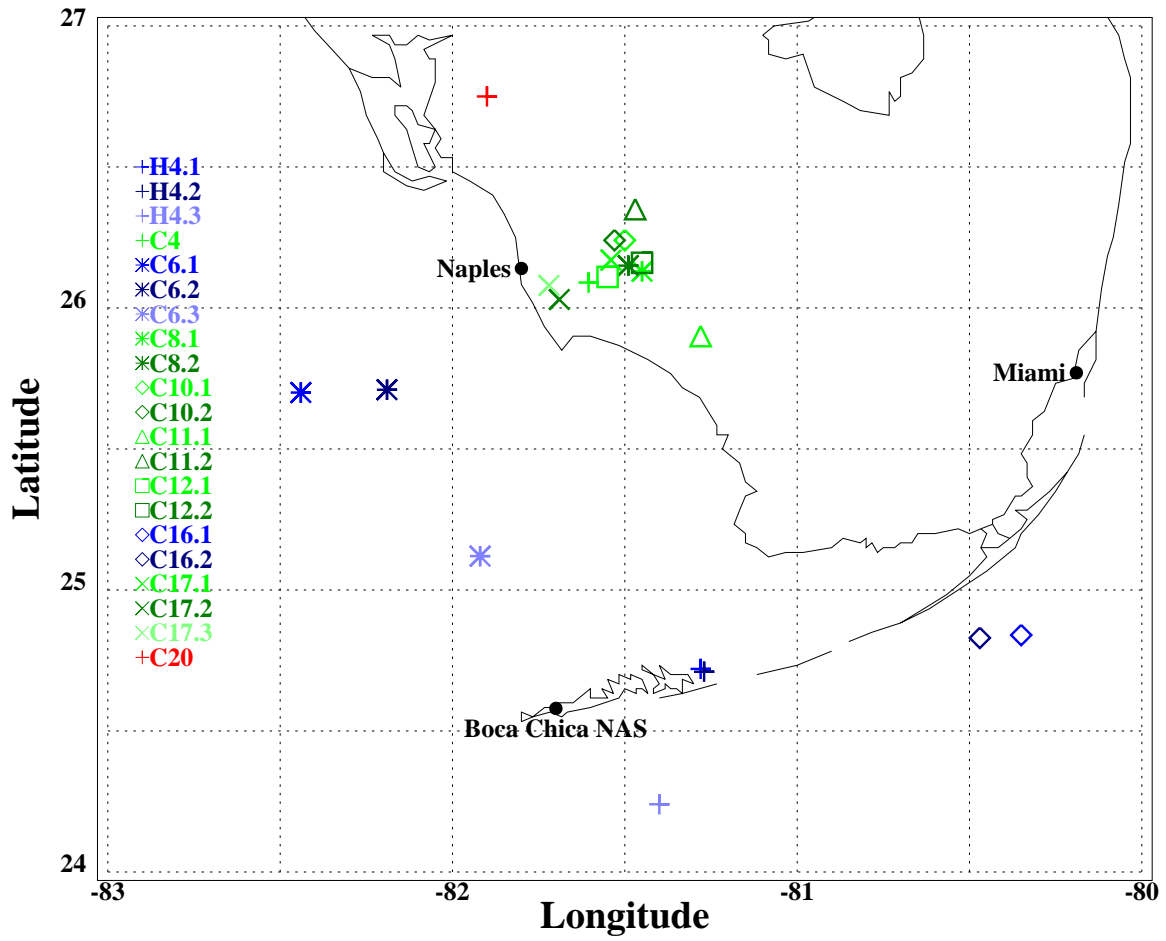 27
H4.1
H4.2
H4.3
C4
C6.1
C6.2
C6.3
C8.1
C8.2
C10.1
C10.2
C11.1
C11.2
C12.1
C12.2
C16.1
C16.2
C17.1
C17.2
C17.3
C20
Naples
26
Miami
Latitude
25
Boca Chica NAS
24
-83 -82 -81 -80
Longitude